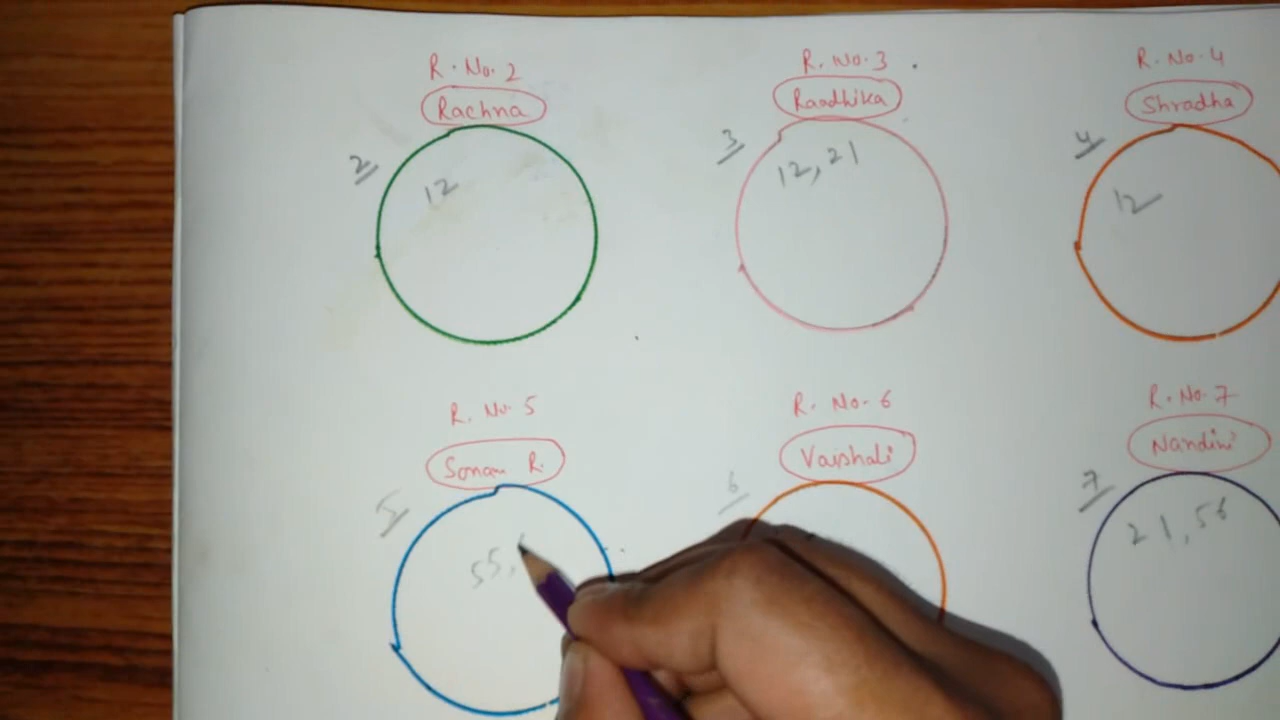 R. No. 2
Rachna
2
12
R. No. 3
Raadhika
3
12, 21
R. No. 4
Shradha
4
12
R. No. 5
Sonam R.
5
55,
R. No. 6
Vaishali
6
R. No. 7
Nandini
7
21, 56